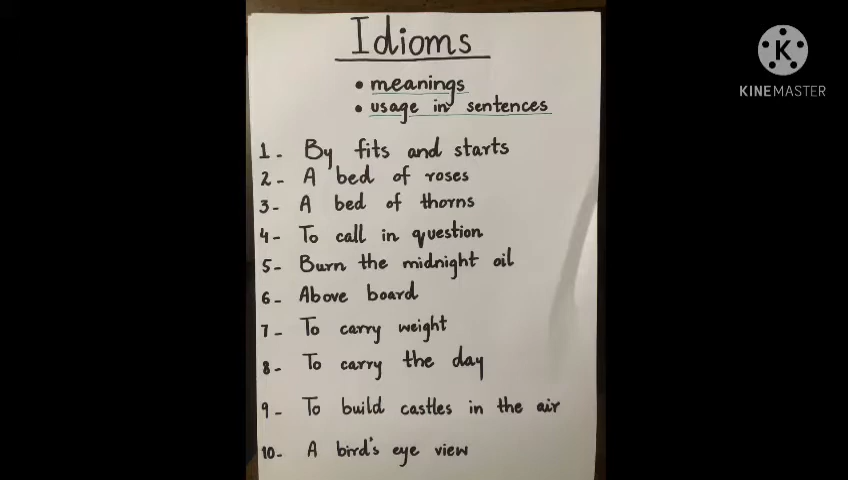 Idioms
• meanings
• usage in sentences
1- By fits and starts
2- A bed of roses
3- A bed of thorns
4- To call in question
5- Burn the midnight oil
6- Above board
7- To carry weight
8- To carry the day
9- To build castles in the air
10- A bird's eye view
K
KINEMASTER